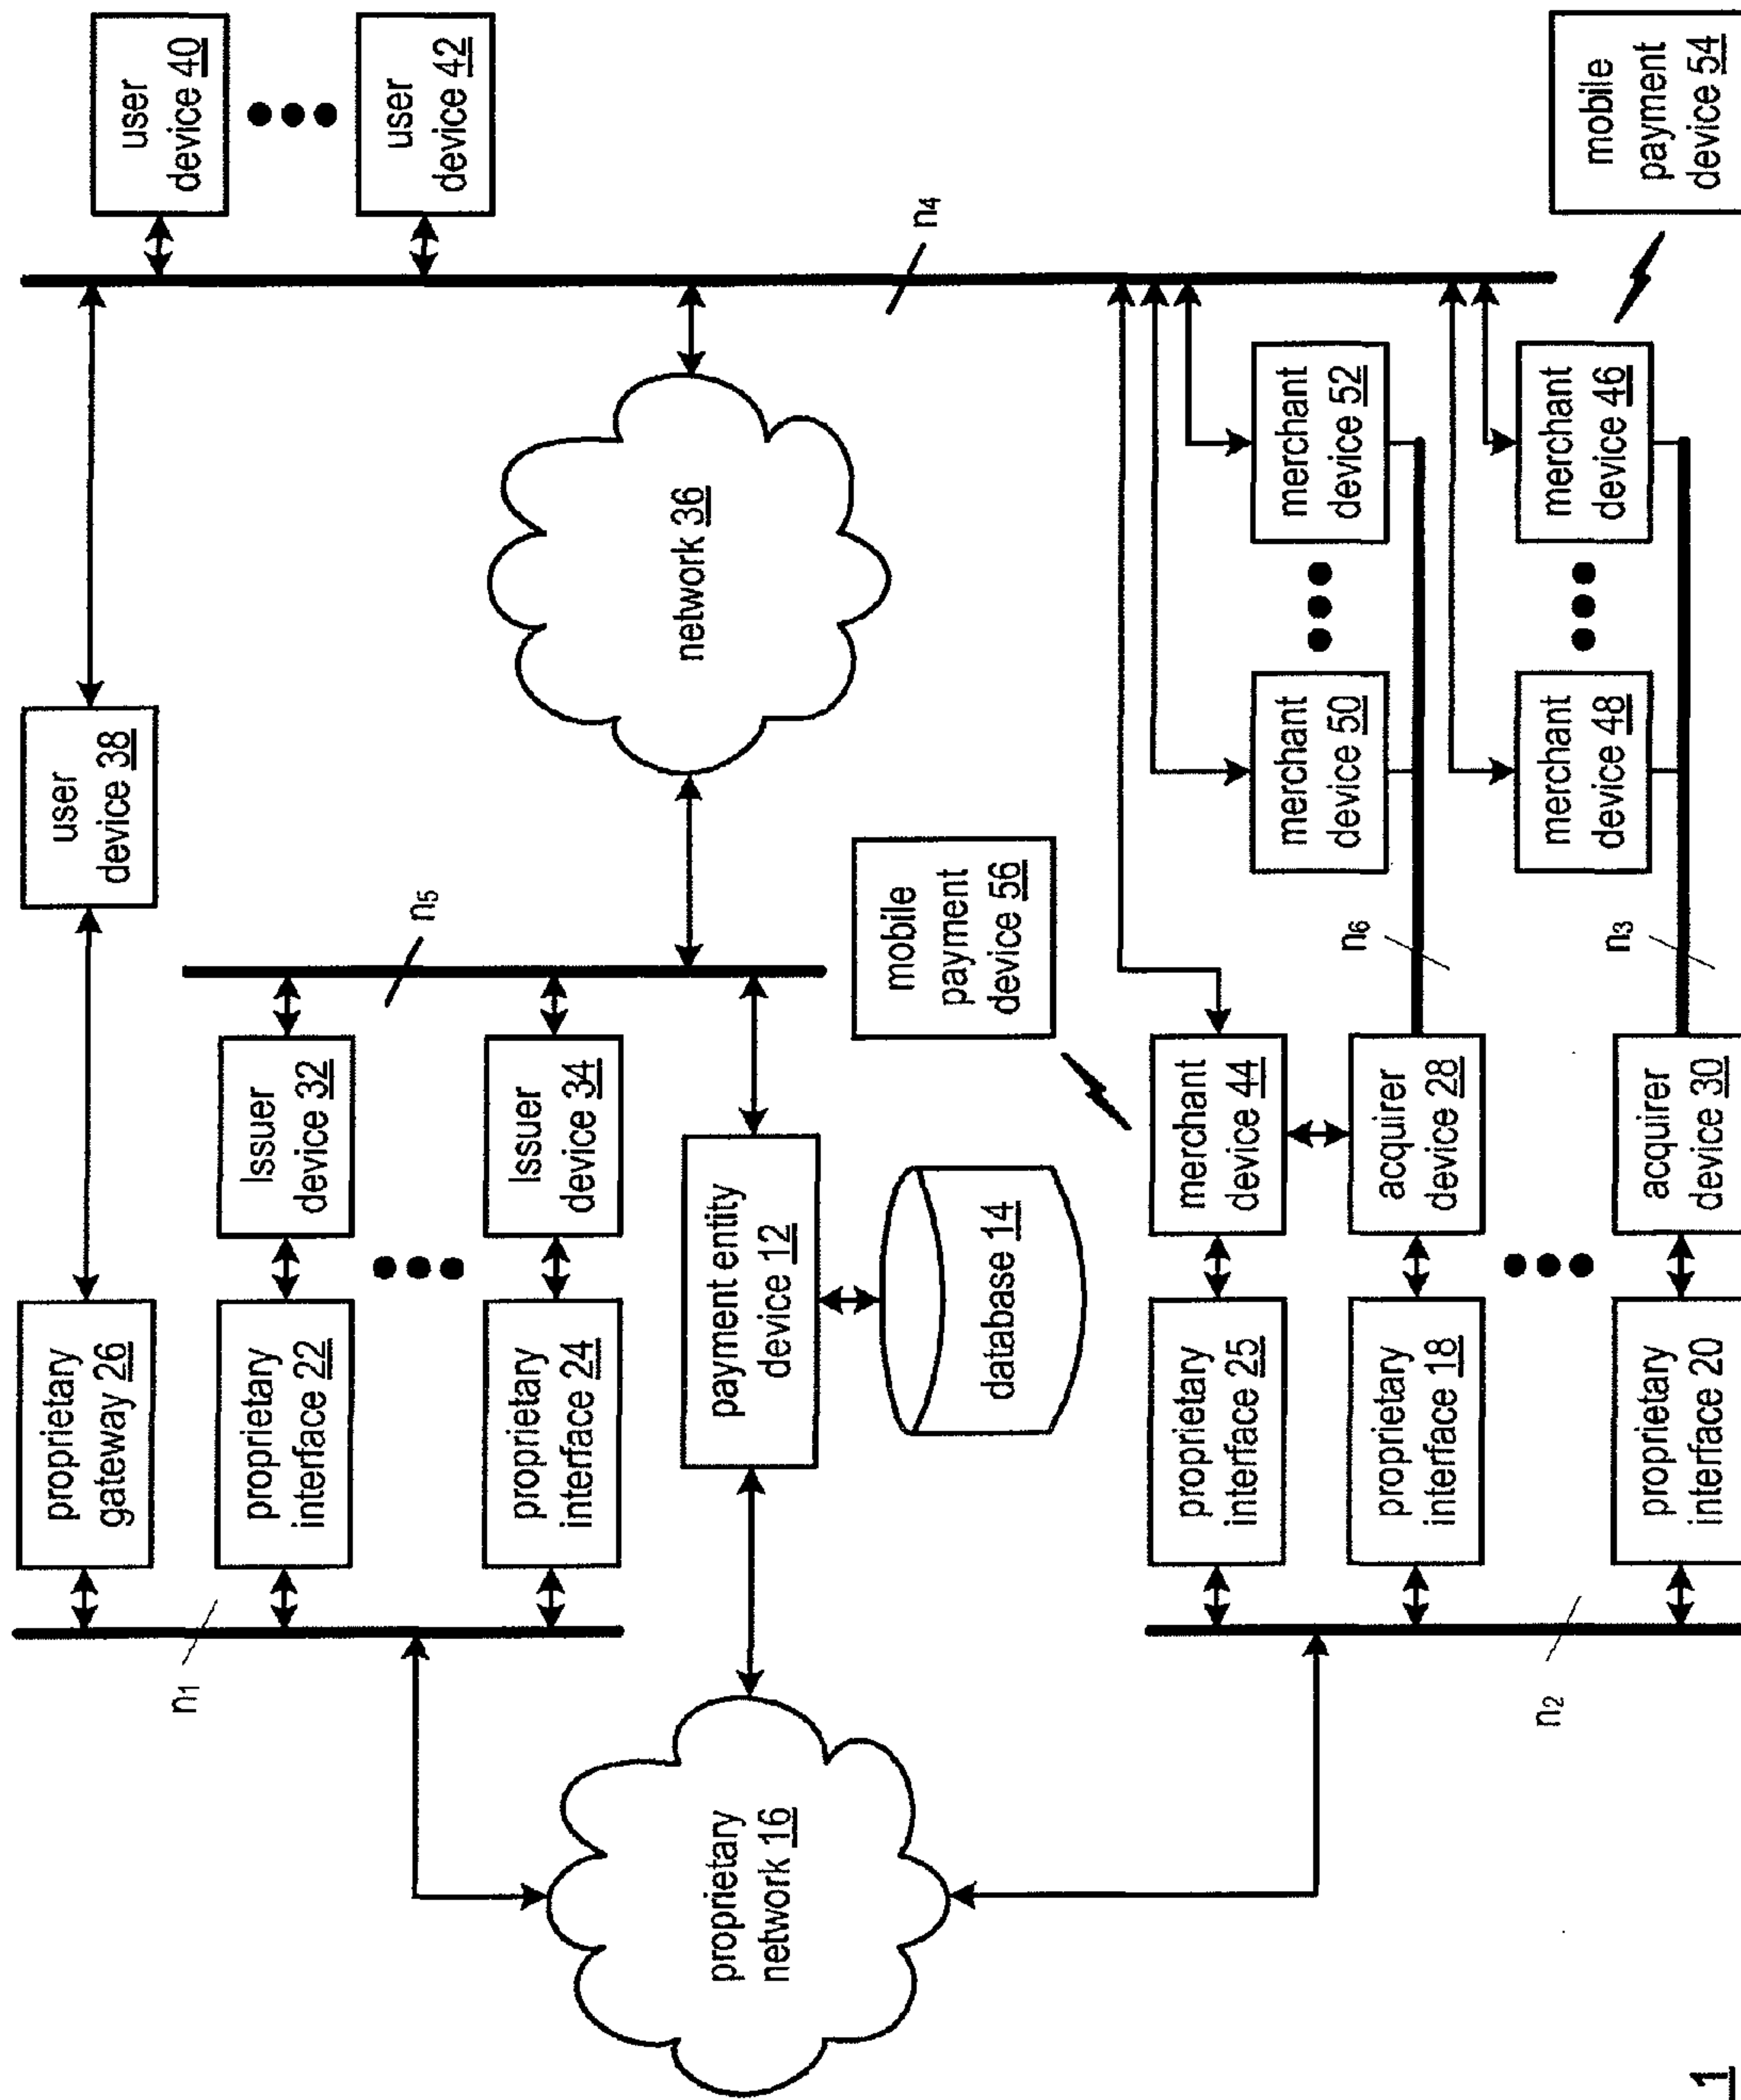 user
device 40
user
device 42
n4
mobile
payment
device 54
user
device 38
network 36
merchant
device 52
merchant
device 46
merchant
device 50
merchant
device 48
n5
mobile
payment
device 56
n6
n3
Issuer
device 32
Issuer
device 34
payment entity
device 12
database 14
merchant
device 44
acquirer
device 28
acquirer
device 30
proprietary
gateway 26
proprietary
interface 22
proprietary
interface 24
proprietary
interface 25
proprietary
interface 18
proprietary
interface 20
n1
n2
proprietary
network 16
1